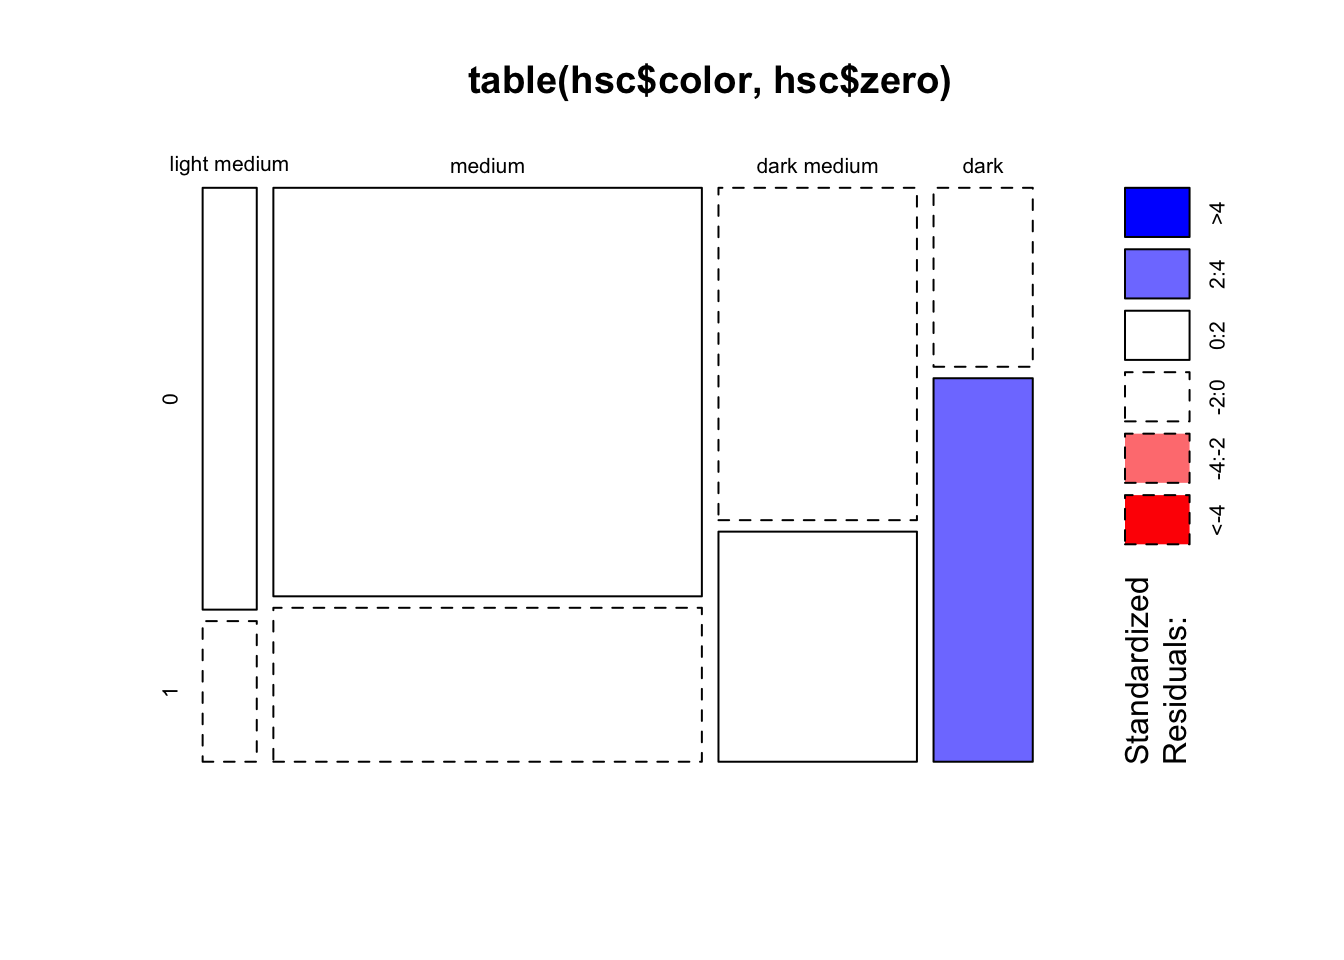 table(hsc$color, hsc$zero)
light medium
medium
dark medium
dark
0
1
>4
2:4
0:2
-2:0
-4:-2
<-4
Standardized
Residuals: